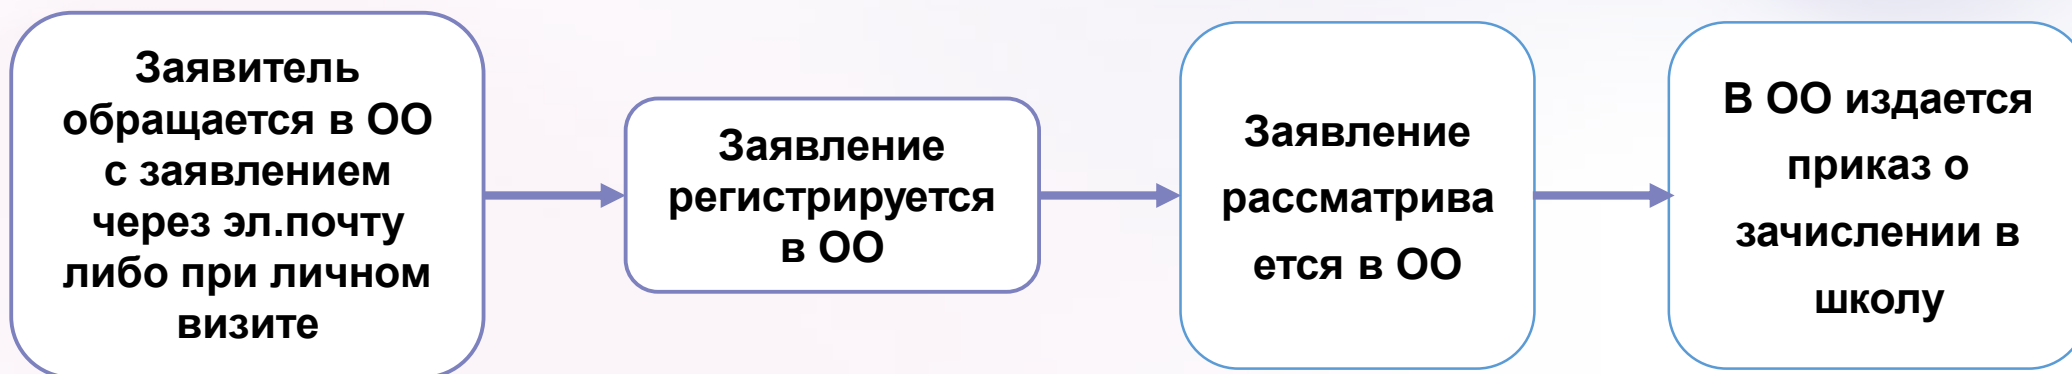 Заявитель
обращается в ОО
с заявлением
через эл.почту
либо при личном
визите
Заявление
регистрируется
в ОО
Заявление
рассматрива
ется в ОО
В ОО издается
приказ о
зачислении в
школу